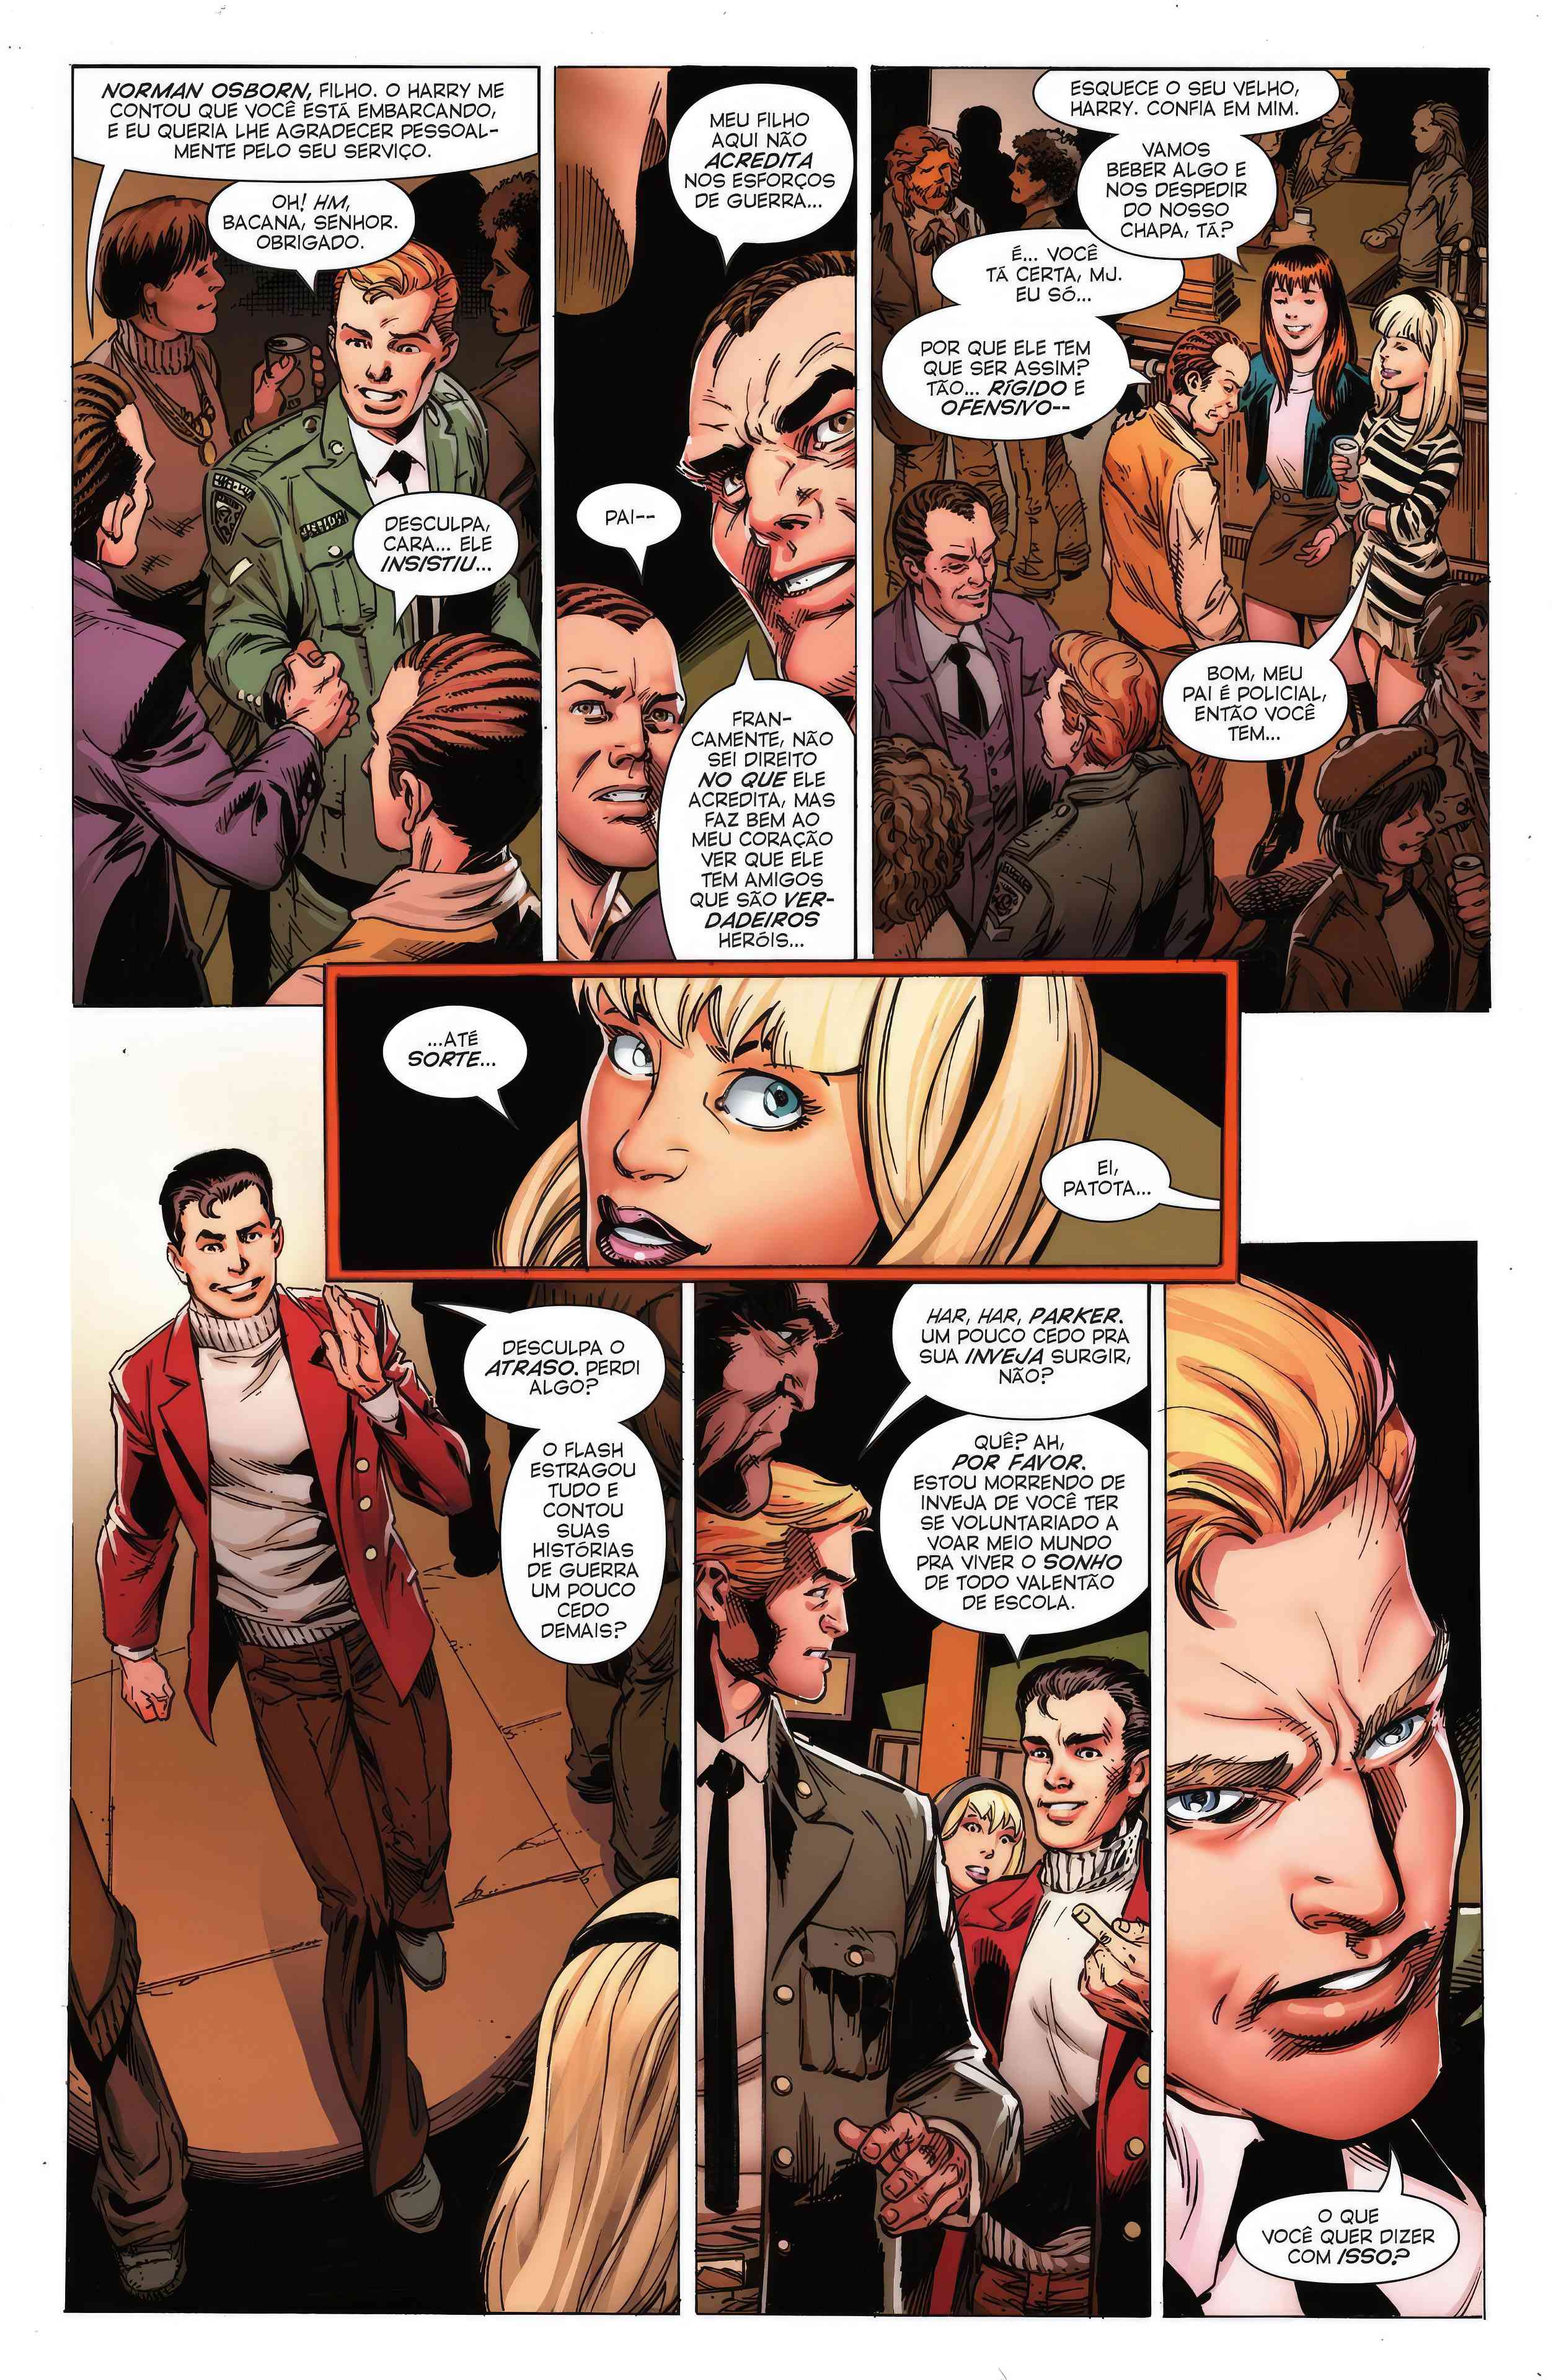 NORMAN OSBORN, FILHO. O HARRY ME
CONTOU QUE VOCÊ ESTÁ EMBARCANDO,
E EU QUERIA LHE AGRADECER PESSOAL-
MENTE PELO SEU SERVIÇO.
OH! HM,
BACANA, SENHOR.
OBRIGADO.
DESCULPA,
CARA... ELE
INSISTIU...
MEU FILHO
AQUI NÃO
ACREDITA
NOS ESFORÇOS
DE GUERRA...
PAI--
FRAN-
CAMENTE, NÃO
SEI DIREITO
NO QUE ELE
ACREDITA, MAS
FAZ BEM AO
MEU CORAÇÃO
VER QUE ELE
TEM AMIGOS
QUE SÃO VER-
DADEIROS
HERÓIS...
ESQUECE O SEU VELHO,
HARRY. CONFIA EM MIM.
VAMOS
BEBER ALGO E
NOS DESPEDIR
DO NOSSO
CHAPA, TÁ?
É... VOCÊ
TÁ CERTA, MJ.
EU SÓ...
POR QUE ELE TEM
QUE SER ASSIM?
TÃO... RÍGIDO E
OFENSIVO--
BOM, MEU
PAI É POLICIAL,
ENTÃO VOCÊ
TEM...
...ATÉ
SORTE...
EI,
PATOTA...
DESCULPA O
ATRASO. PERDI
ALGO?
O FLASH
ESTRAGOU
TUDO E
CONTOU
SUAS
HISTÓRIAS
DE GUERRA
UM POUCO
CEDO
DEMAIS?
HAR, HAR, PARKER.
UM POUCO CEDO PRA
SUA INVEJA SURGIR,
NÃO?
QUÊ? AH,
POR FAVOR.
ESTOU MORRENDO DE
INVEJA DE VOCÊ TER
SE VOLUNTARIADO A
VOAR MEIO MUNDO
PRA VIVER O SONHO
DE TODO VALENTÃO
DE ESCOLA.
O QUE
VOCÊ QUER DIZER
COM ISSO?